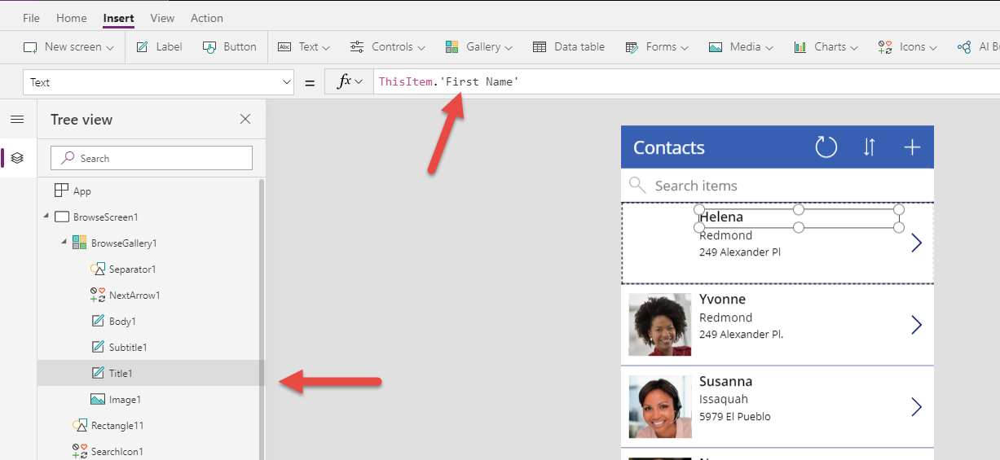 File Home Insert View Action
New screen Label Button Text Controls Gallery Data table Forms Media Charts Icons AI Bu
Text = fx ThisItem.'First Name'
Tree view
Search
App
BrowseScreen1
BrowseGallery1
Separator1
NextArrow1
Body1
Subtitle1
Title1
Image1
Rectangle11
SearchIcon1
Contacts
Search items
Helena
Redmond
249 Alexander Pl
Yvonne
Redmond
249 Alexander Pl.
Susanna
Issaquah
5979 El Pueblo